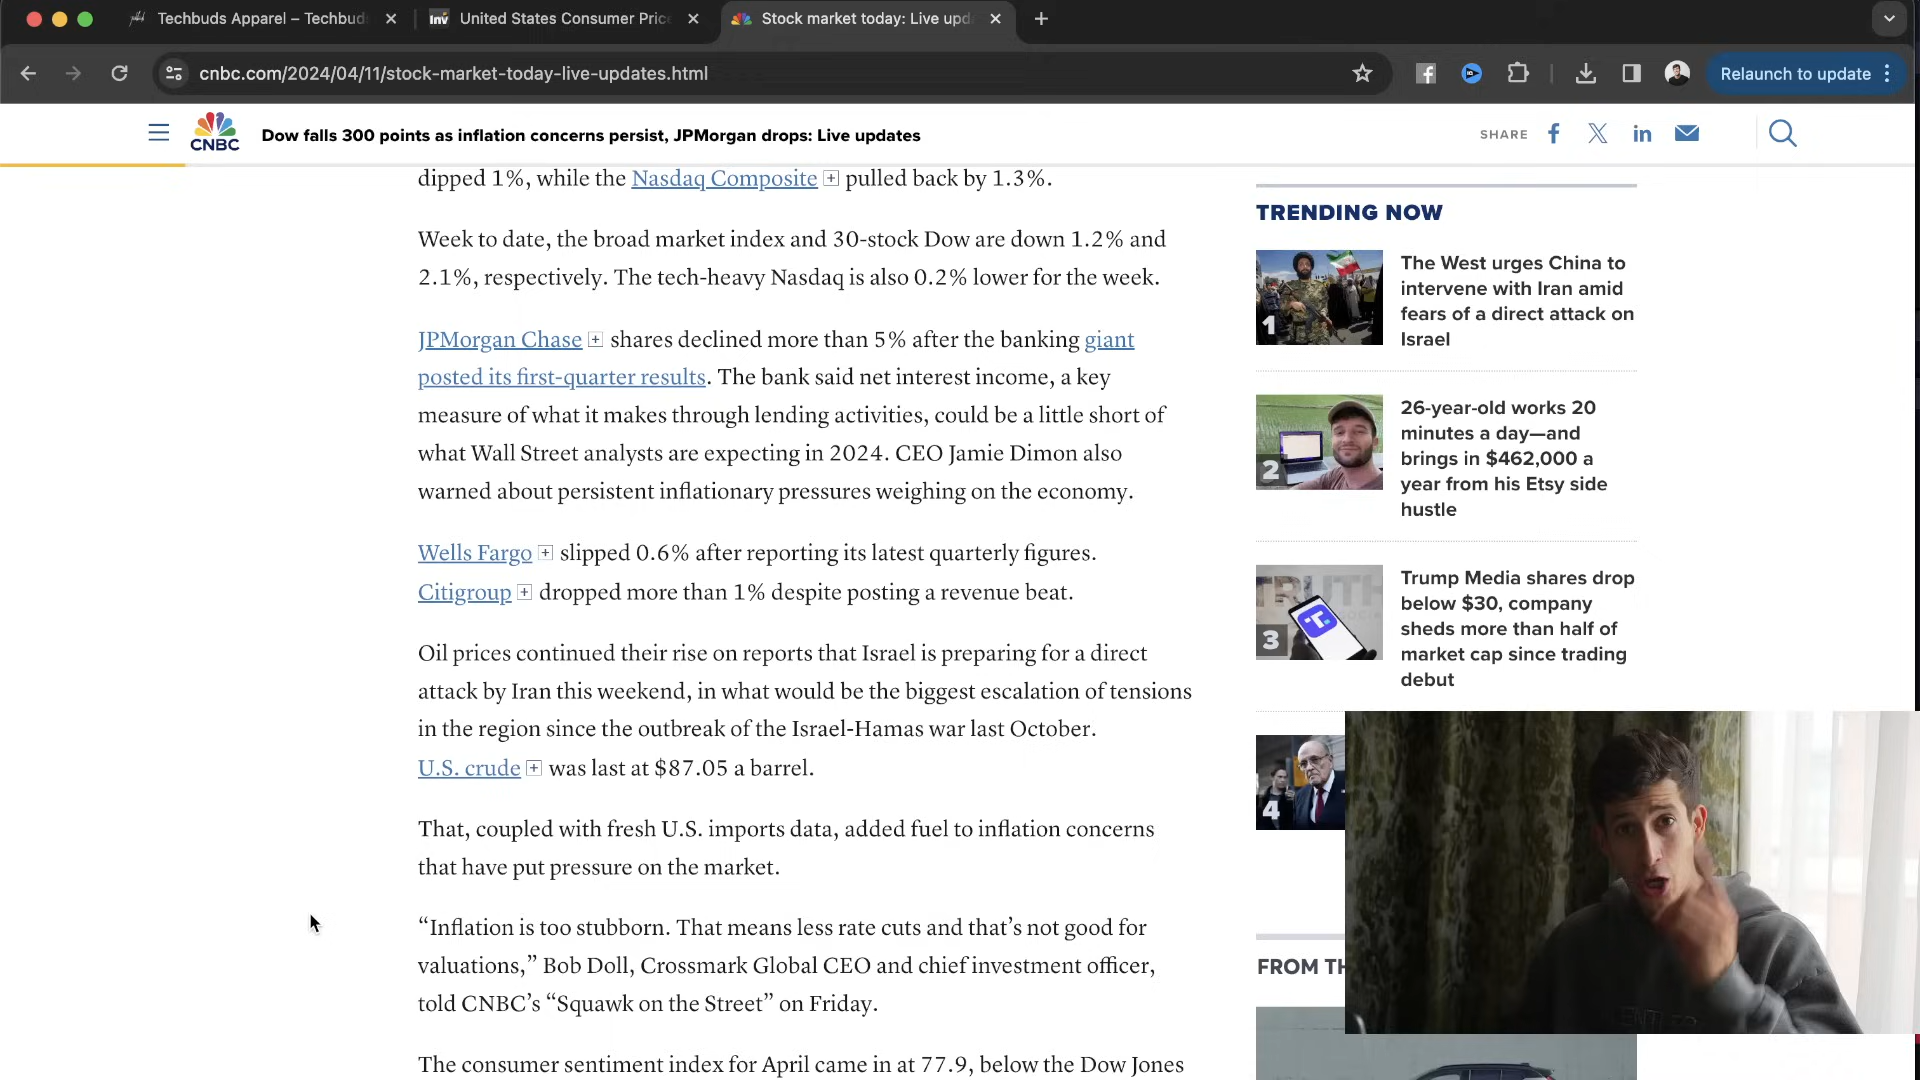 Techbuds Apparel – Techbuds
Inv United States Consumer Pric
Stock market today: Live upd
cnbc.com/2024/04/11/stock-market-today-live-updates.html
Relaunch to update
CNBC
Dow falls 300 points as inflation concerns persist, JPMorgan drops: Live updates
SHARE
dipped 1%, while the Nasdaq Composite pulled back by 1.3%.
Week to date, the broad market index and 30-stock Dow are down 1.2% and
2.1%, respectively. The tech-heavy Nasdaq is also 0.2% lower for the week.
JPMorgan Chase shares declined more than 5% after the banking giant
posted its first-quarter results. The bank said net interest income, a key
measure of what it makes through lending activities, could be a little short of
what Wall Street analysts are expecting in 2024. CEO Jamie Dimon also
warned about persistent inflationary pressures weighing on the economy.
Wells Fargo slipped 0.6% after reporting its latest quarterly figures.
Citigroup dropped more than 1% despite posting a revenue beat.
Oil prices continued their rise on reports that Israel is preparing for a direct
attack by Iran this weekend, in what would be the biggest escalation of tensions
in the region since the outbreak of the Israel-Hamas war last October.
U.S. crude was last at $87.05 a barrel.
That, coupled with fresh U.S. imports data, added fuel to inflation concerns
that have put pressure on the market.
“Inflation is too stubborn. That means less rate cuts and that’s not good for
valuations,” Bob Doll, Crossmark Global CEO and chief investment officer,
told CNBC’s “Squawk on the Street” on Friday.
The consumer sentiment index for April came in at 77.9, below the Dow Jones
TRENDING NOW
1
The West urges China to
intervene with Iran amid
fears of a direct attack on
Israel
2
26-year-old works 20
minutes a day—and
brings in $462,000 a
year from his Etsy side
hustle
TRUTH
3
Trump Media shares drop
below $30, company
sheds more than half of
market cap since trading
debut
4
FROM TH